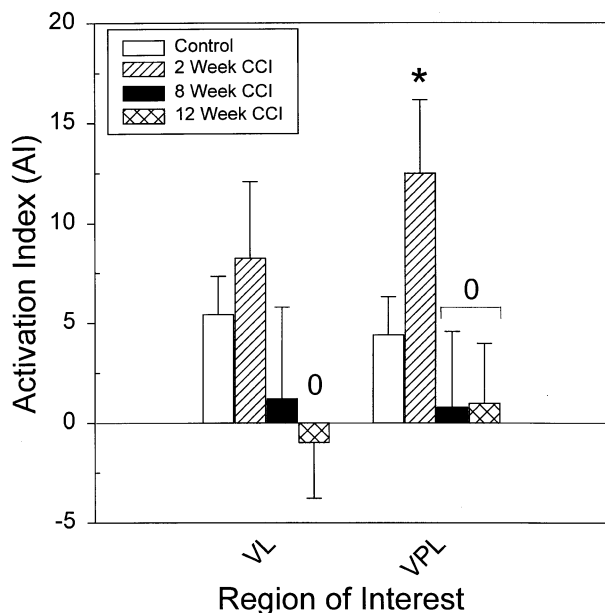 20
15
10
5
0
-5
Activation Index (AI)
Control
2 Week CCI
8 Week CCI
12 Week CCI
*
0
0
VL
VPL
Region of Interest